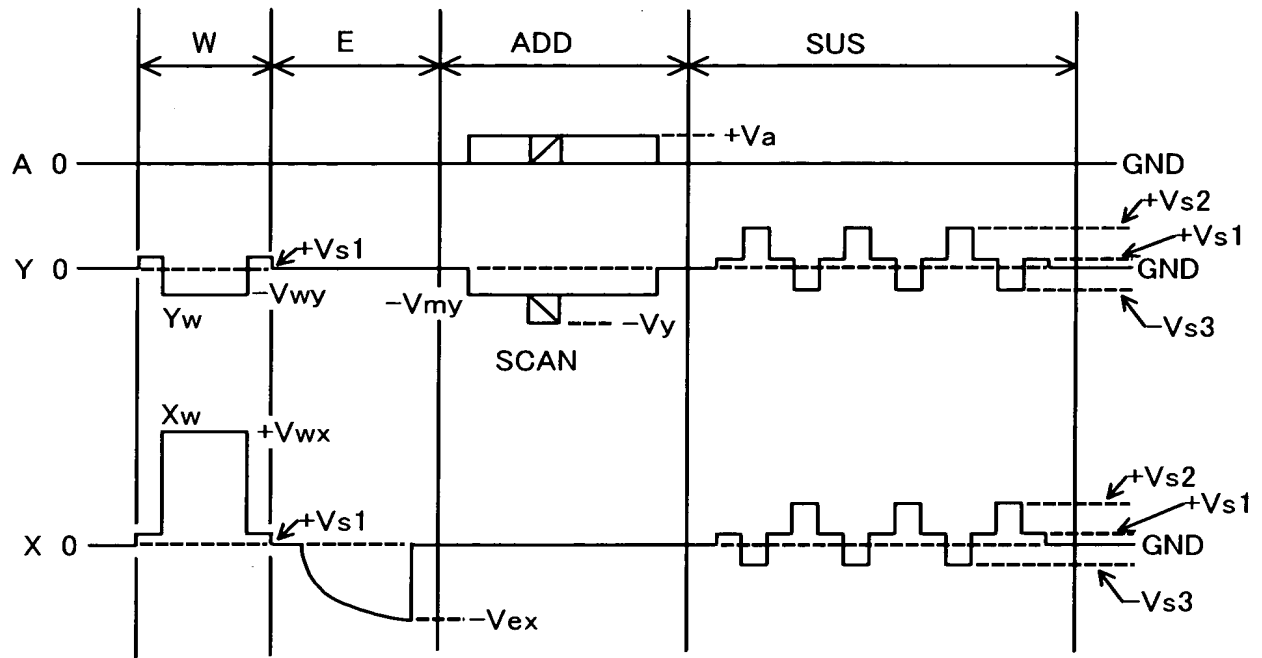 W E ADD SUS
+Va
A 0 GND
+Vs2
+Vs1
+Vs1
Y 0 GND
-Vwy -Vmy
Yw
-Vy
-Vs3
SCAN
Xw
+Vwx
+Vs2
+Vs1
+Vs1
X 0 GND
-Vs3
-Vex